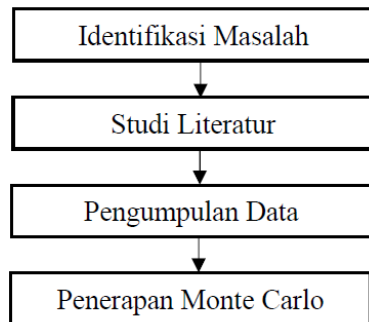 Identifikasi Masalah
Studi Literatur
Pengumpulan Data
Penerapan Monte Carlo